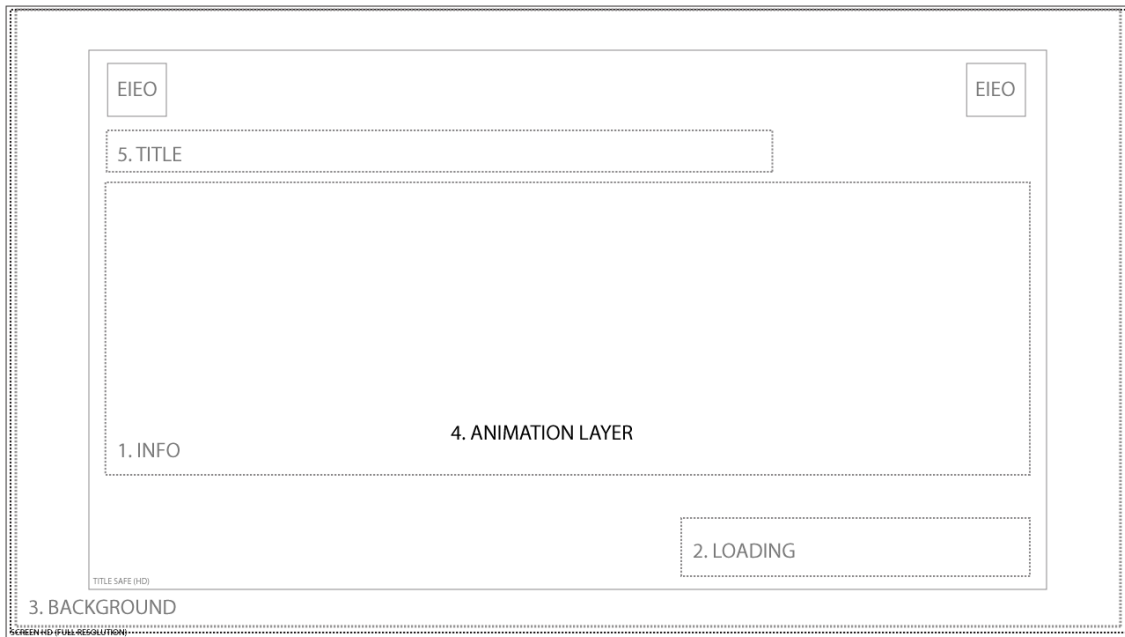 EIEO
EIEO
5. TITLE
4. ANIMATION LAYER
1. INFO
2. LOADING
TITLE SAFE (HD)
3. BACKGROUND
SCREEN HD (FULL RESOLUTION)